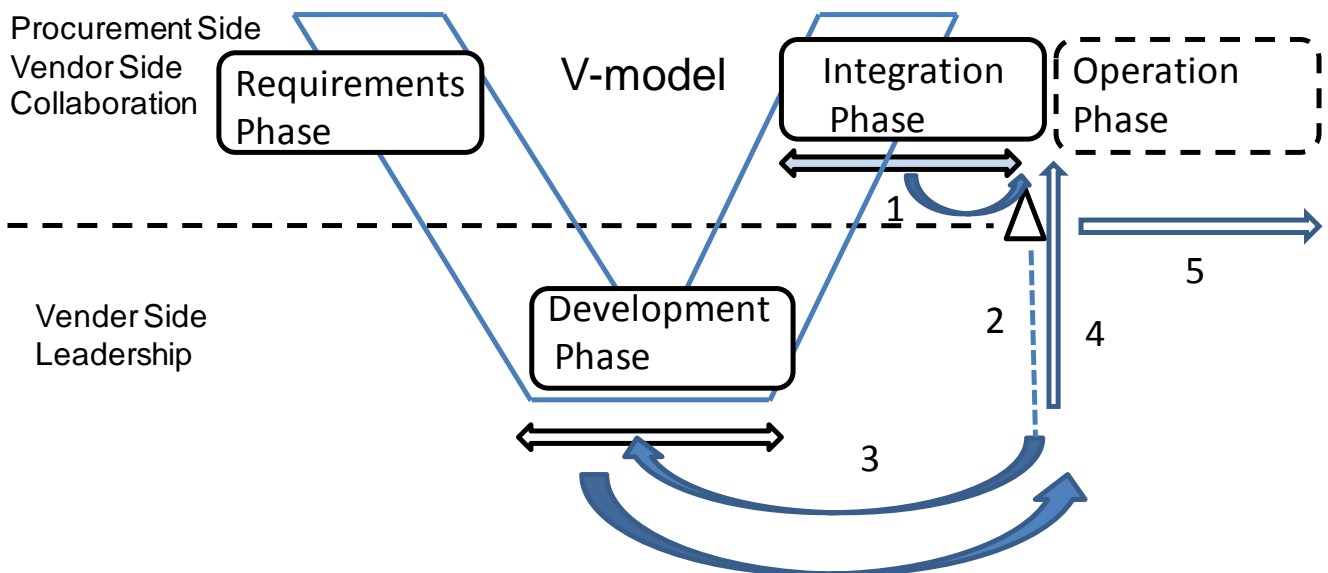 Procurement Side
Vendor Side
Collaboration
Requirements
Phase
V-model
Integration
Phase
Operation
Phase
1
5
Vender Side
Leadership
Development
Phase
2
4
3